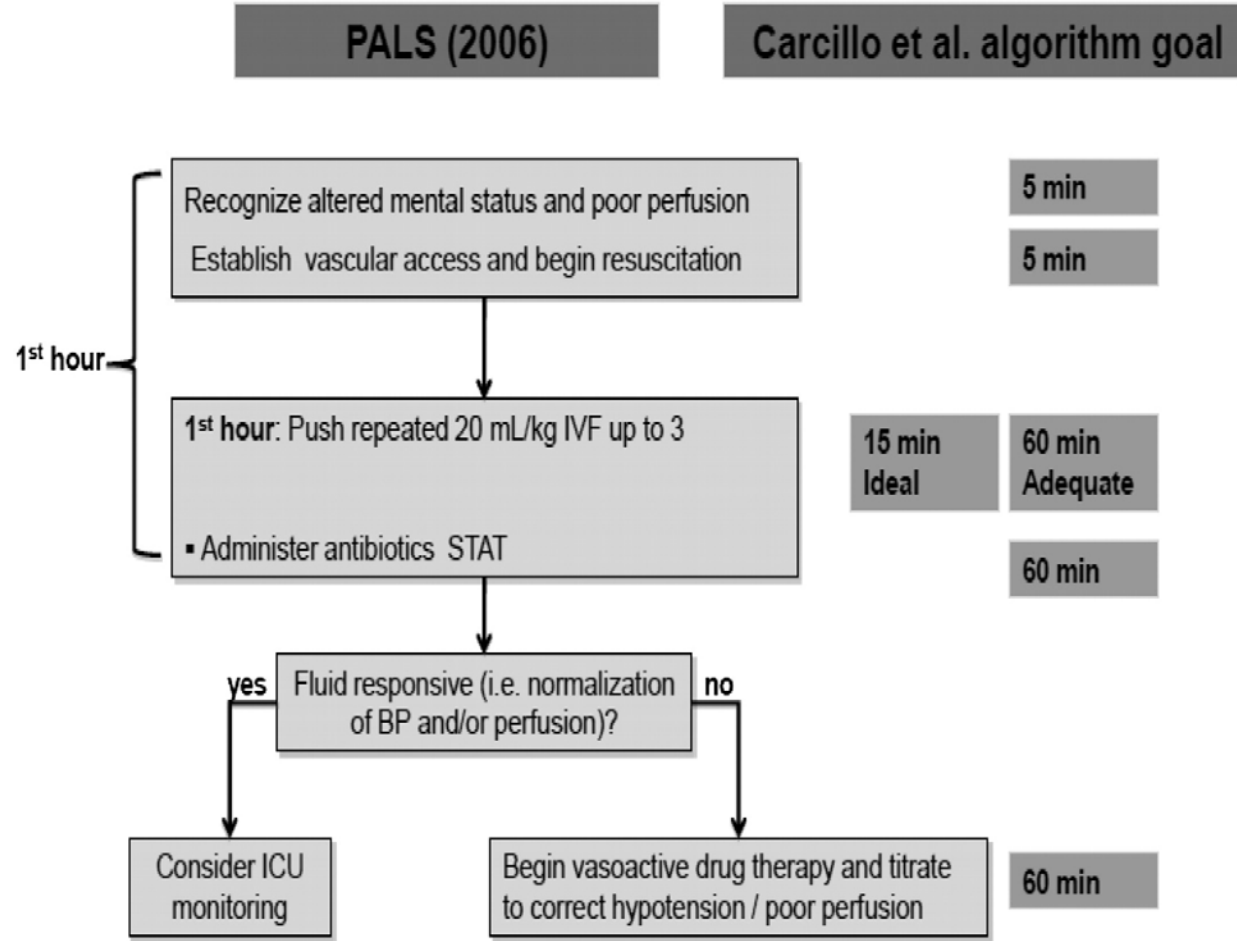 PALS (2006)
Carcillo et al. algorithm goal
Recognize altered mental status and poor perfusion
5 min
Establish vascular access and begin resuscitation
5 min
1st hour
1st hour: Push repeated 20 mL/kg IVF up to 3
15 min
Ideal
60 min
Adequate
▪ Administer antibiotics STAT
60 min
yes
Fluid responsive (i.e. normalization
of BP and/or perfusion)?
no
Consider ICU
monitoring
Begin vasoactive drug therapy and titrate
to correct hypotension / poor perfusion
60 min